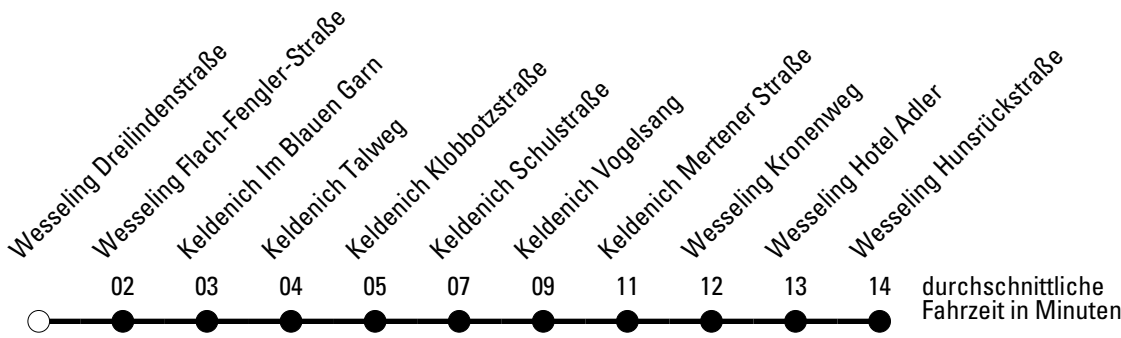 Wesseling Dreilindenstraße
Wesseling Flach-Fengler-Straße
Keldenich Im Blauen Garn
Keldenich Talweg
Keldenich Klobbotzstraße
Keldenich Schulstraße
Keldenich Vogelsang
Keldenich Mertener Straße
Wesseling Kronenweg
Wesseling Hotel Adler
Wesseling Hunsrückstraße
02 03 04 05 07 09 11 12 13 14 durchschnittliche
Fahrzeit in Minuten